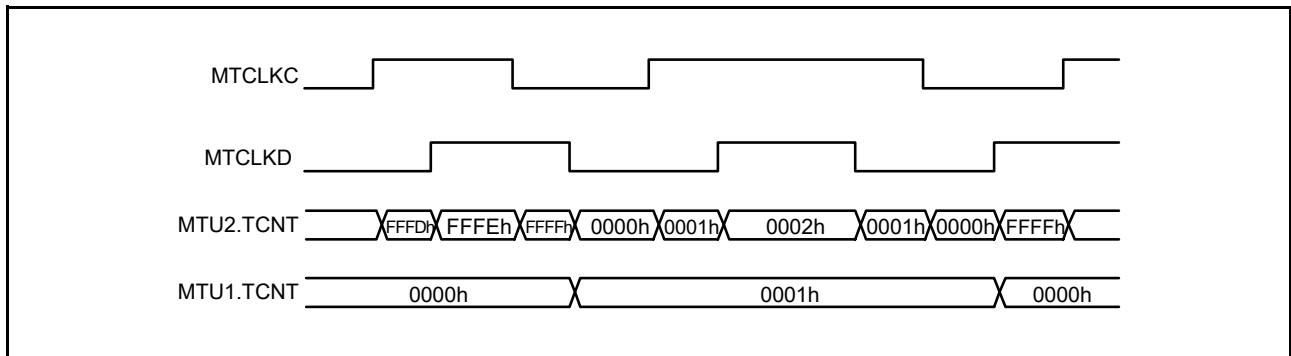 MTCLKC
MTCLKD
MTU2.TCNT FFFDh FFFEh FFFFh 0000h 0001h 0002h 0001h 0000h FFFFh
MTU1.TCNT 0000h 0001h 0000h